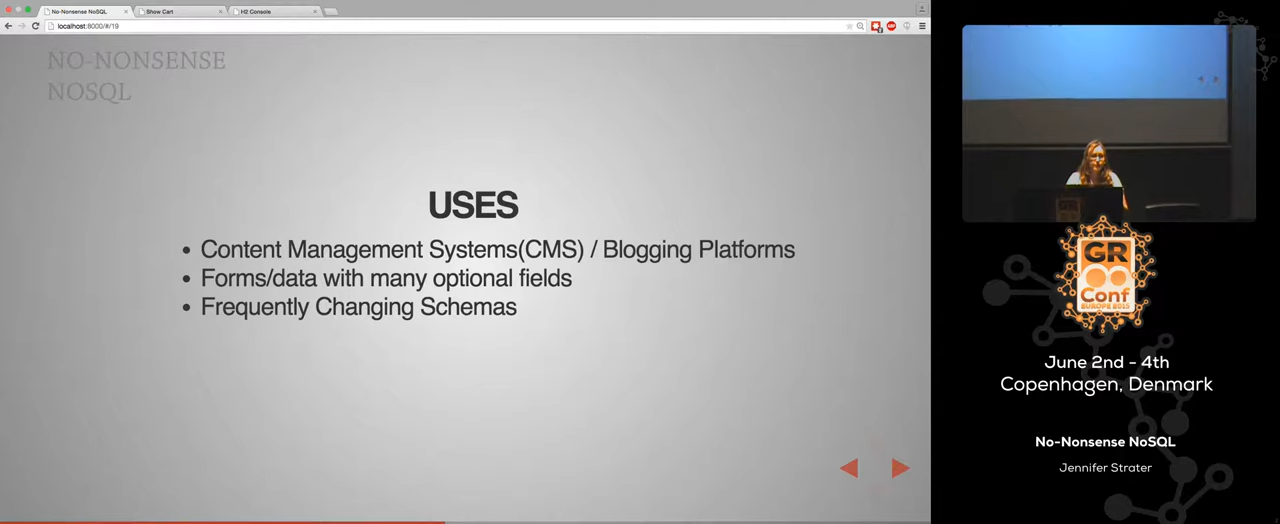 No-Nonsense NoSQL
Show Cart
H2 Console
localhost:8000/#/19
NO-NONSENSE
NOSQL
USES
Content Management Systems(CMS) / Blogging Platforms
Forms/data with many optional fields
Frequently Changing Schemas
GR
Conf
EUROPE 2015
June 2nd - 4th
Copenhagen, Denmark
No-Nonsense NoSQL
Jennifer Strater